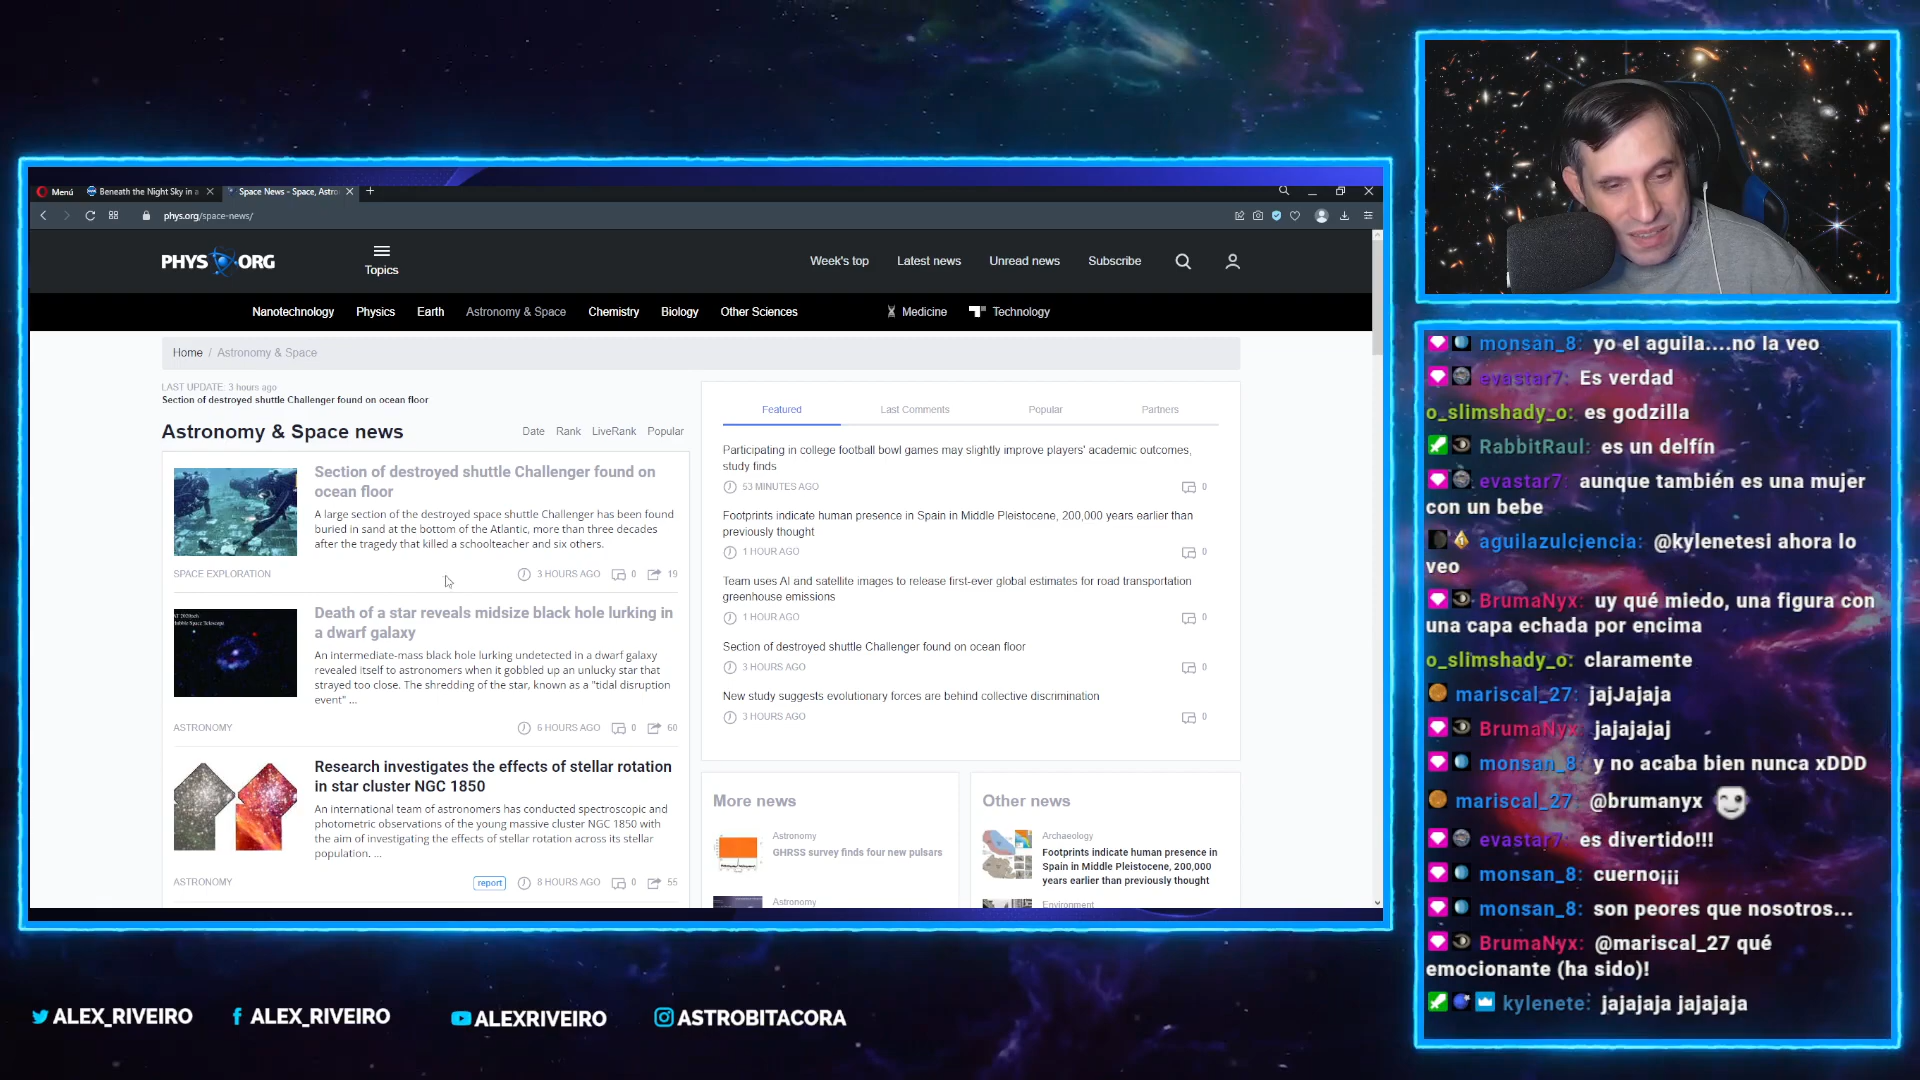 Menú
Beneath the Night Sky in a
Space News - Space, Astro
phys.org/space-news/
PHYS ORG
Topics
Week's top
Latest news
Unread news
Subscribe
Nanotechnology
Physics
Earth
Astronomy & Space
Chemistry
Biology
Other Sciences
Medicine
Technology
Home / Astronomy & Space
LAST UPDATE: 3 hours ago
Section of destroyed shuttle Challenger found on ocean floor
Astronomy & Space news
Date Rank LiveRank Popular
Section of destroyed shuttle Challenger found on
ocean floor
A large section of the destroyed space shuttle Challenger has been found
buried in sand at the bottom of the Atlantic, more than three decades
after the tragedy that killed a schoolteacher and six others.
SPACE EXPLORATION
3 HOURS AGO 0 19
Death of a star reveals midsize black hole lurking in
a dwarf galaxy
An intermediate-mass black hole lurking undetected in a dwarf galaxy
revealed itself to astronomers when it gobbled up an unlucky star that
strayed too close. The shredding of the star, known as a "tidal disruption
event" ...
ASTRONOMY
6 HOURS AGO 0 60
Research investigates the effects of stellar rotation
in star cluster NGC 1850
An international team of astronomers has conducted spectroscopic and
photometric observations of the young massive cluster NGC 1850 with
the aim of investigating the effects of stellar rotation across its stellar
population. ...
ASTRONOMY
report 8 HOURS AGO 0 55
Featured
Last Comments
Popular
Partners
Participating in college football bowl games may slightly improve players' academic outcomes,
study finds
53 MINUTES AGO 0
Footprints indicate human presence in Spain in Middle Pleistocene, 200,000 years earlier than
previously thought
1 HOUR AGO 0
Team uses AI and satellite images to release first-ever global estimates for road transportation
greenhouse emissions
1 HOUR AGO 0
Section of destroyed shuttle Challenger found on ocean floor
3 HOURS AGO 0
New study suggests evolutionary forces are behind collective discrimination
3 HOURS AGO 0
More news
Astronomy
GHRSS survey finds four new pulsars
Astronomy
Other news
Archaeology
Footprints indicate human presence in
Spain in Middle Pleistocene, 200,000
years earlier than previously thought
Environment
monsan_8: yo el aguila....no la veo
evastar7: Es verdad
o_slimshady_o: es godzilla
RabbitRaul: es un delfín
evastar7: aunque también es una mujer
con un bebe
aguilazulciencia: @kylenetesi ahora lo
veo
BrumaNyx: uy qué miedo, una figura con
una capa echada por encima
o_slimshady_o: claramente
mariscal_27: jajJajaja
BrumaNyx: jajajajaj
monsan_8: y no acaba bien nunca xDDD
mariscal_27: @brumanyx
evastar7: es divertido!!!
monsan_8: cuerno¡¡¡
monsan_8: son peores que nosotros...
BrumaNyx: @mariscal_27 qué
emocionante (ha sido)!
kylenete: jajajaja jajajaja
ALEX_RIVEIRO
ALEX_RIVEIRO
ALEXRIVEIRO
ASTROBITACORA